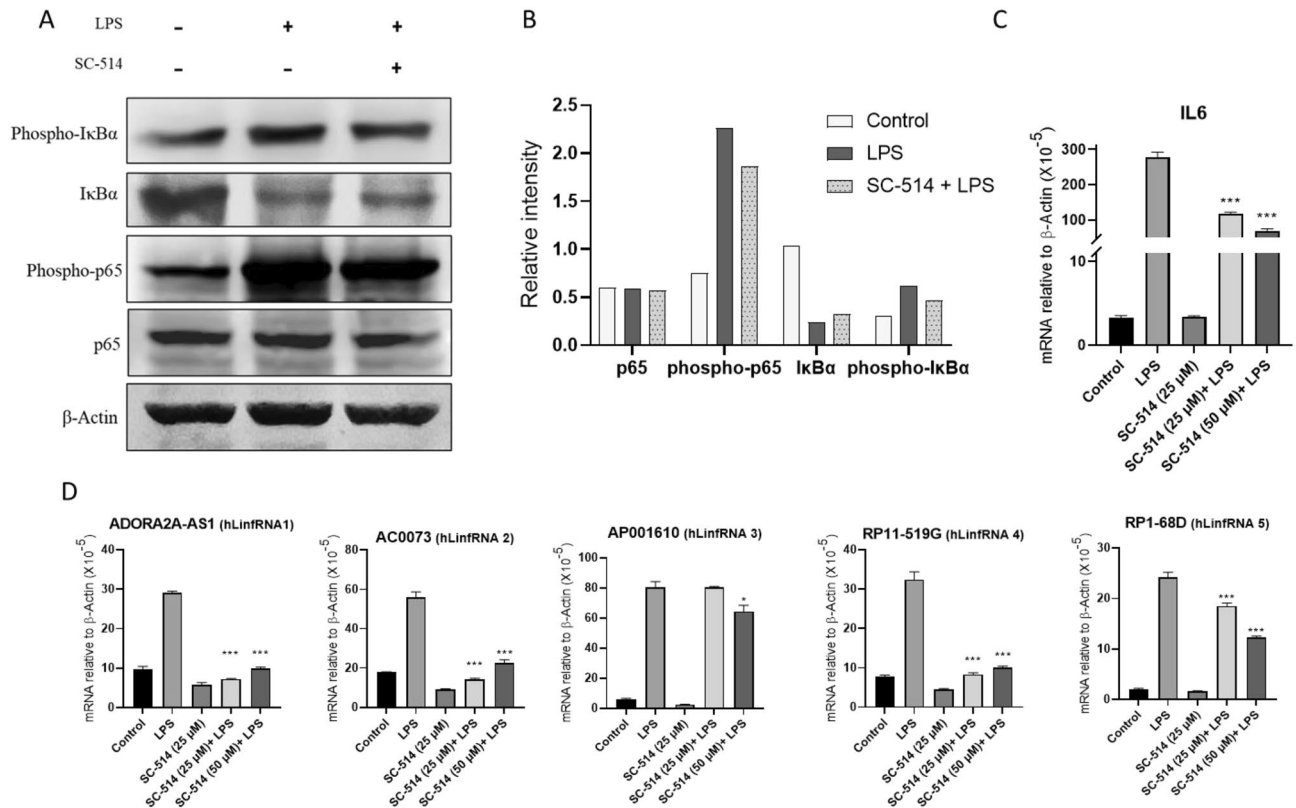 A
LPS - + +
SC-514 - - +
Phospho-IκBα
IκBα
Phospho-p65
p65
β-Actin
B
Relative intensity
2.5
2.0
1.5
1.0
0.5
0.0
Control
LPS
SC-514 + LPS
p65 phospho-p65 IκBα phospho-IκBα
C
IL6
mRNA relative to β-Actin (X10⁻⁵)
300
200
100
10
0
*** ***
Control
LPS
SC-514 (25 µM)
SC-514 (25 µM)+ LPS
SC-514 (50 µM)+ LPS
D
ADORA2A-AS1 (hLinfRNA1)
mRNA relative to β-Actin (X10⁻⁵)
40
30
20
10
0
*** ***
Control
LPS
SC-514 (25 µM)
SC-514 (25 µM)+ LPS
SC-514 (50 µM)+ LPS
AC0073 (hLinfRNA 2)
mRNA relative to β-Actin (X10⁻⁵)
80
60
40
20
0
*** ***
Control
LPS
SC-514 (25 µM)
SC-514 (25 µM)+ LPS
SC-514 (50 µM)+ LPS
AP001610 (hLinfRNA 3)
mRNA relative to β-Actin (X10⁻⁵)
100
80
60
40
20
0
*
Control
LPS
SC-514 (25 µM)
SC-514 (25 µM)+ LPS
SC-514 (50 µM)+ LPS
RP11-519G (hLinfRNA 4)
mRNA relative to β-Actin (X10⁻⁵)
40
30
20
10
0
*** ***
Control
LPS
SC-514 (25 µM)
SC-514 (25 µM)+ LPS
SC-514 (50 µM)+ LPS
RP1-68D (hLinfRNA 5)
mRNA relative to β-Actin (X10⁻⁵)
30
20
10
0
*** ***
Control
LPS
SC-514 (25 µM)
SC-514 (25 µM)+ LPS
SC-514 (50 µM)+ LPS